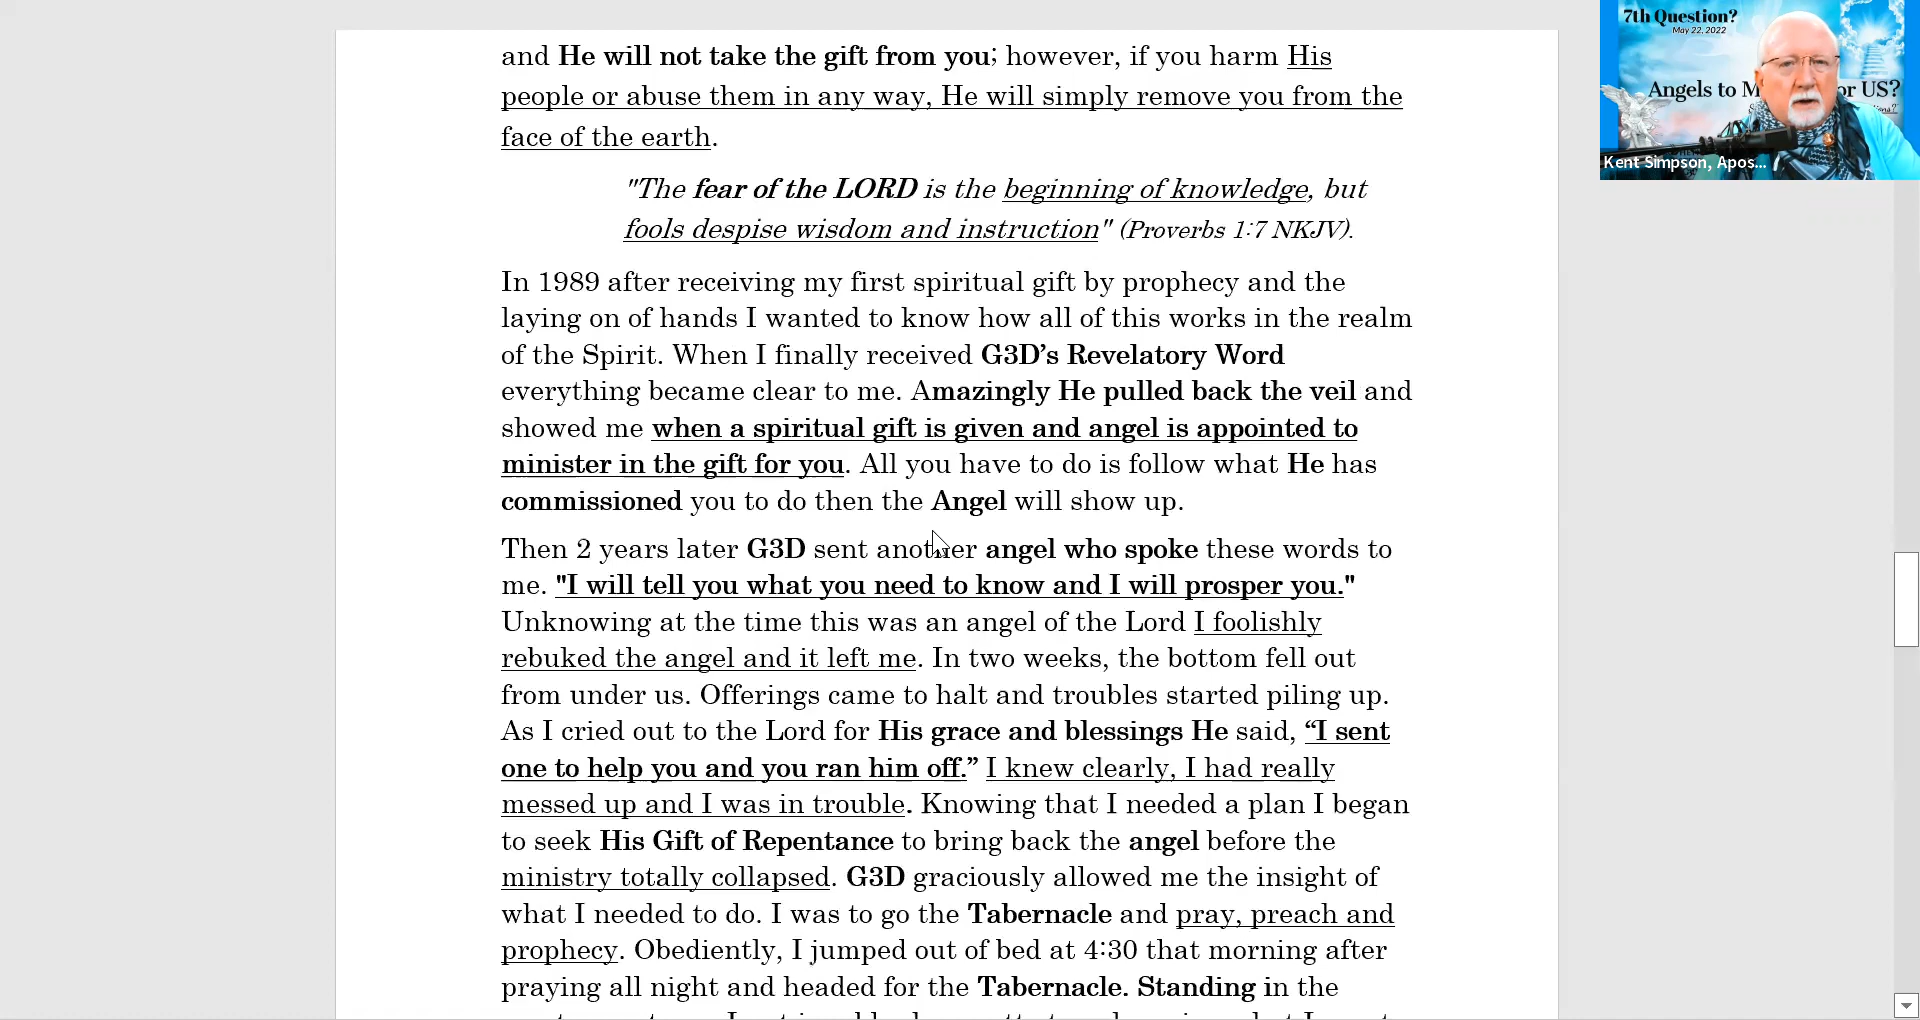 and He will not take the gift from you; however, if you harm His
people or abuse them in any way, He will simply remove you from the
face of the earth.
"The fear of the LORD is the beginning of knowledge, but
fools despise wisdom and instruction" (Proverbs 1:7 NKJV).
In 1989 after receiving my first spiritual gift by prophecy and the
laying on of hands I wanted to know how all of this works in the realm
of the Spirit. When I finally received G3D’s Revelatory Word
everything became clear to me. Amazingly He pulled back the veil and
showed me when a spiritual gift is given and angel is appointed to
minister in the gift for you. All you have to do is follow what He has
commissioned you to do then the Angel will show up.
Then 2 years later G3D sent another angel who spoke these words to
me. "I will tell you what you need to know and I will prosper you."
Unknowing at the time this was an angel of the Lord I foolishly
rebuked the angel and it left me. In two weeks, the bottom fell out
from under us. Offerings came to halt and troubles started piling up.
As I cried out to the Lord for His grace and blessings He said, “I sent
one to help you and you ran him off.” I knew clearly, I had really
messed up and I was in trouble. Knowing that I needed a plan I began
to seek His Gift of Repentance to bring back the angel before the
ministry totally collapsed. G3D graciously allowed me the insight of
what I needed to do. I was to go the Tabernacle and pray, preach and
prophecy. Obediently, I jumped out of bed at 4:30 that morning after
praying all night and headed for the Tabernacle. Standing in the
7th Question?
May 22, 2022
Angels to US?
Kent Simpson, Apos...